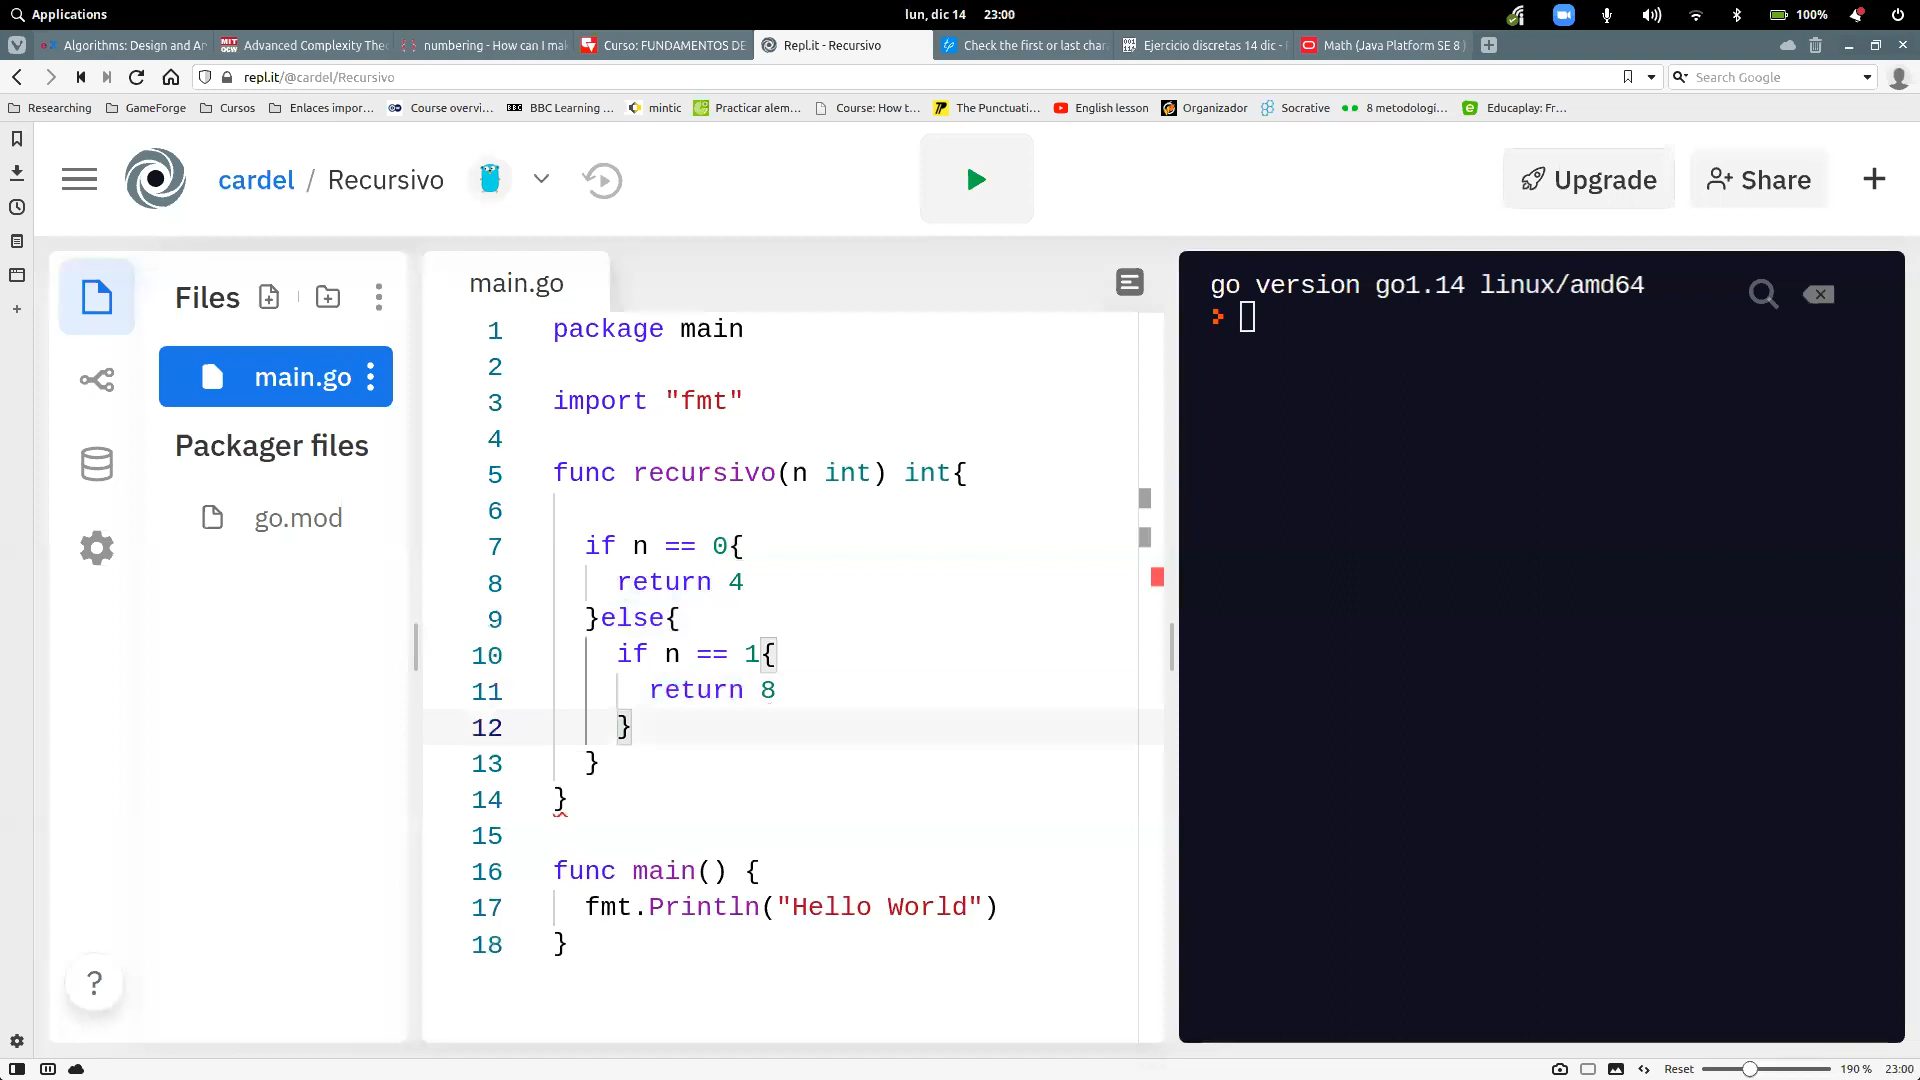 Applications
lun, dic 14 23:00
100%
Algorithms: Design and An
Advanced Complexity The
numbering - How can I mak
Curso: FUNDAMENTOS DE
Repl.it - Recursivo
Check the first or last char
Ejercicio discretas 14 dic -
Math (Java Platform SE 8 )
repl.it/@cardel/Recursivo
Search Google
Researching
GameForge
Cursos
Enlaces impor...
Course overvi...
BBC Learning ...
mintic
Practicar alem...
Course: How t...
The Punctuati...
English lesson
Organizador
Socrative
8 metodologí...
Educaplay: Fr...
cardel / Recursivo
Upgrade
Share
Files
main.go
Packager files
go.mod
main.go
1 package main
2
3 import "fmt"
4
5 func recursivo(n int) int{
6
7 if n == 0{
8 return 4
9 }else{
10 if n == 1{
11 return 8
12 }
13 }
14 }
15
16 func main() {
17 fmt.Println("Hello World")
18 }
go version go1.14 linux/amd64
?
Reset
190 %
23:00